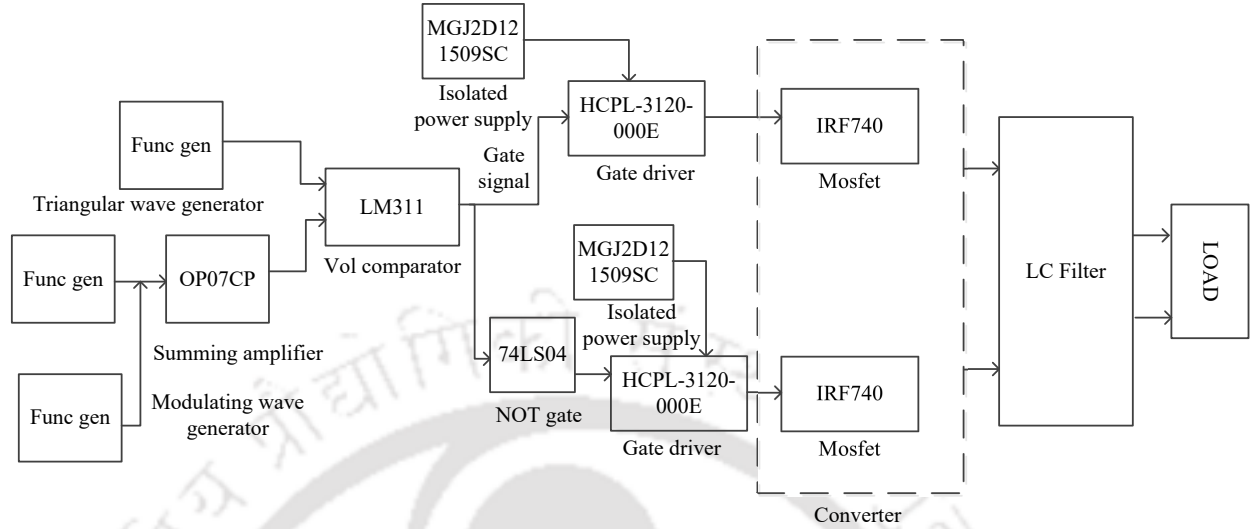 MGJ2D12
1509SC
Isolated
power supply
HCPL-3120-
000E
Gate driver
IRF740
Mosfet
Func gen
Triangular wave generator
Gate
signal
LM311
Vol comparator
Func gen
OP07CP
Summing amplifier
Func gen
Modulating wave
generator
MGJ2D12
1509SC
Isolated
power supply
74LS04
NOT gate
HCPL-3120-
000E
Gate driver
IRF740
Mosfet
Converter
LC Filter
LOAD